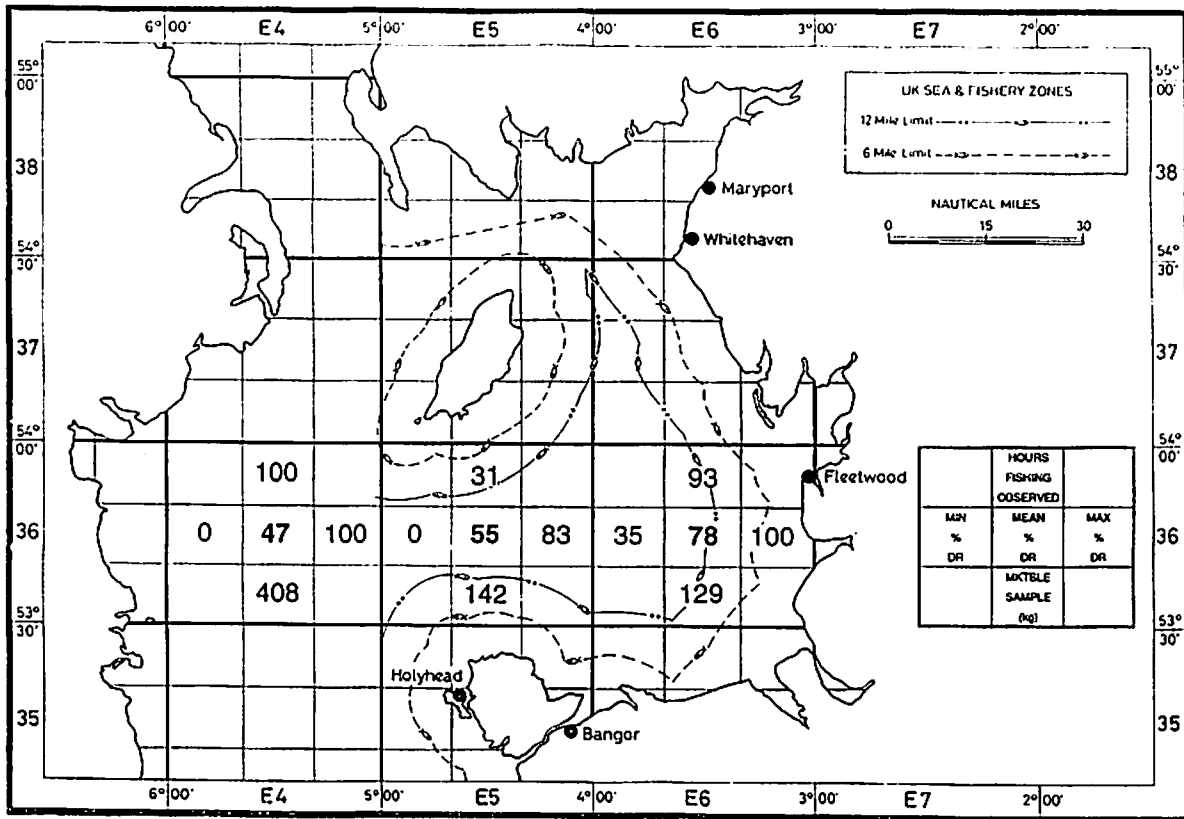 6°00' E4 5°00' E5 4°00' E6 3°00' E7 2°00'
55° 00'
55° 00'
UK SEA & FISHERY ZONES
12 Mile Limit
6 Mile Limit
38
38
Maryport
NAUTICAL MILES
0 15 30
Whitehaven
54° 30'
54° 30'
37
37
54° 00'
54° 00'
100 31 93
Fleetwood
HOURS
FISHING
OBSERVED
36 0 47 100 0 55 83 35 78 100 36
MIN MEAN MAX
% % %
DR DR DR
408 142 129
MKTBLE
SAMPLE
(kg)
53° 30'
53° 30'
Holyhead
35
35
Bangor
6°00' E4 5°00' E5 4°00' E6 3°00' E7 2°00'